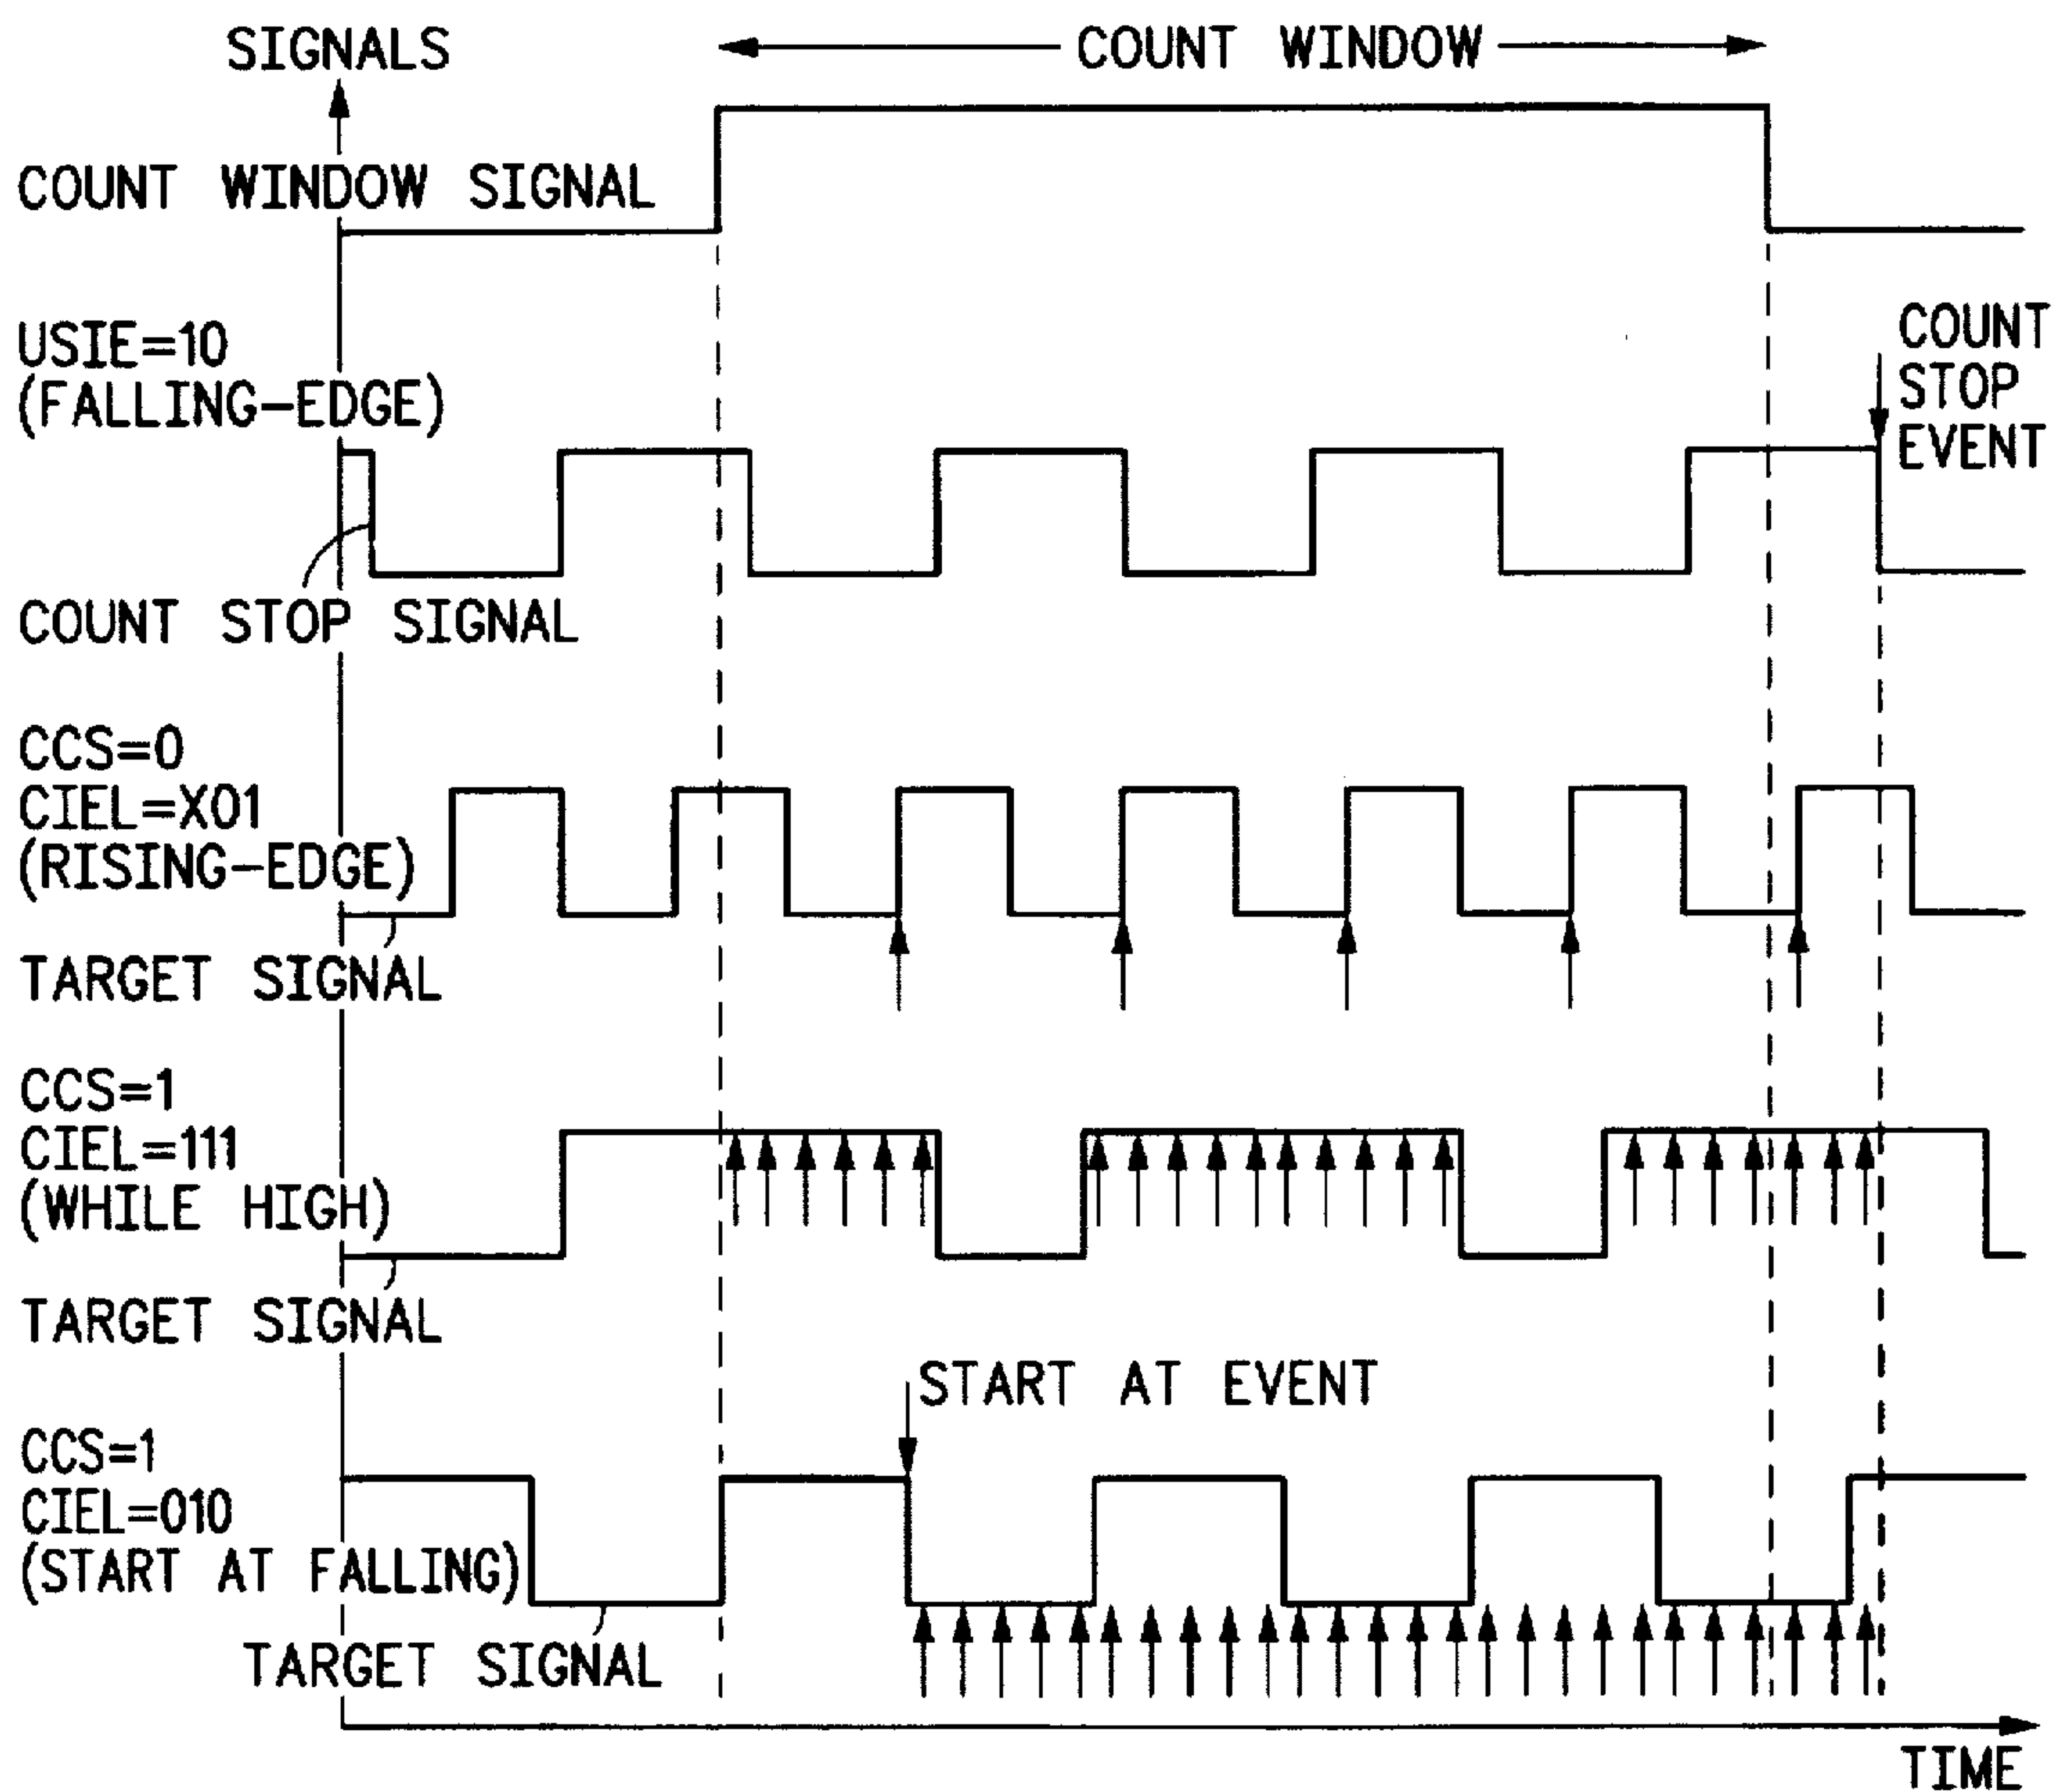 SIGNALS
COUNT WINDOW
COUNT WINDOW SIGNAL
USIE=10
(FALLING-EDGE)
COUNT
STOP
EVENT
COUNT STOP SIGNAL
CCS=0
CIEL=X01
(RISING-EDGE)
TARGET SIGNAL
CCS=1
CIEL=111
(WHILE HIGH)
TARGET SIGNAL
START AT EVENT
CCS=1
CIEL=010
(START AT FALLING)
TARGET SIGNAL
TIME